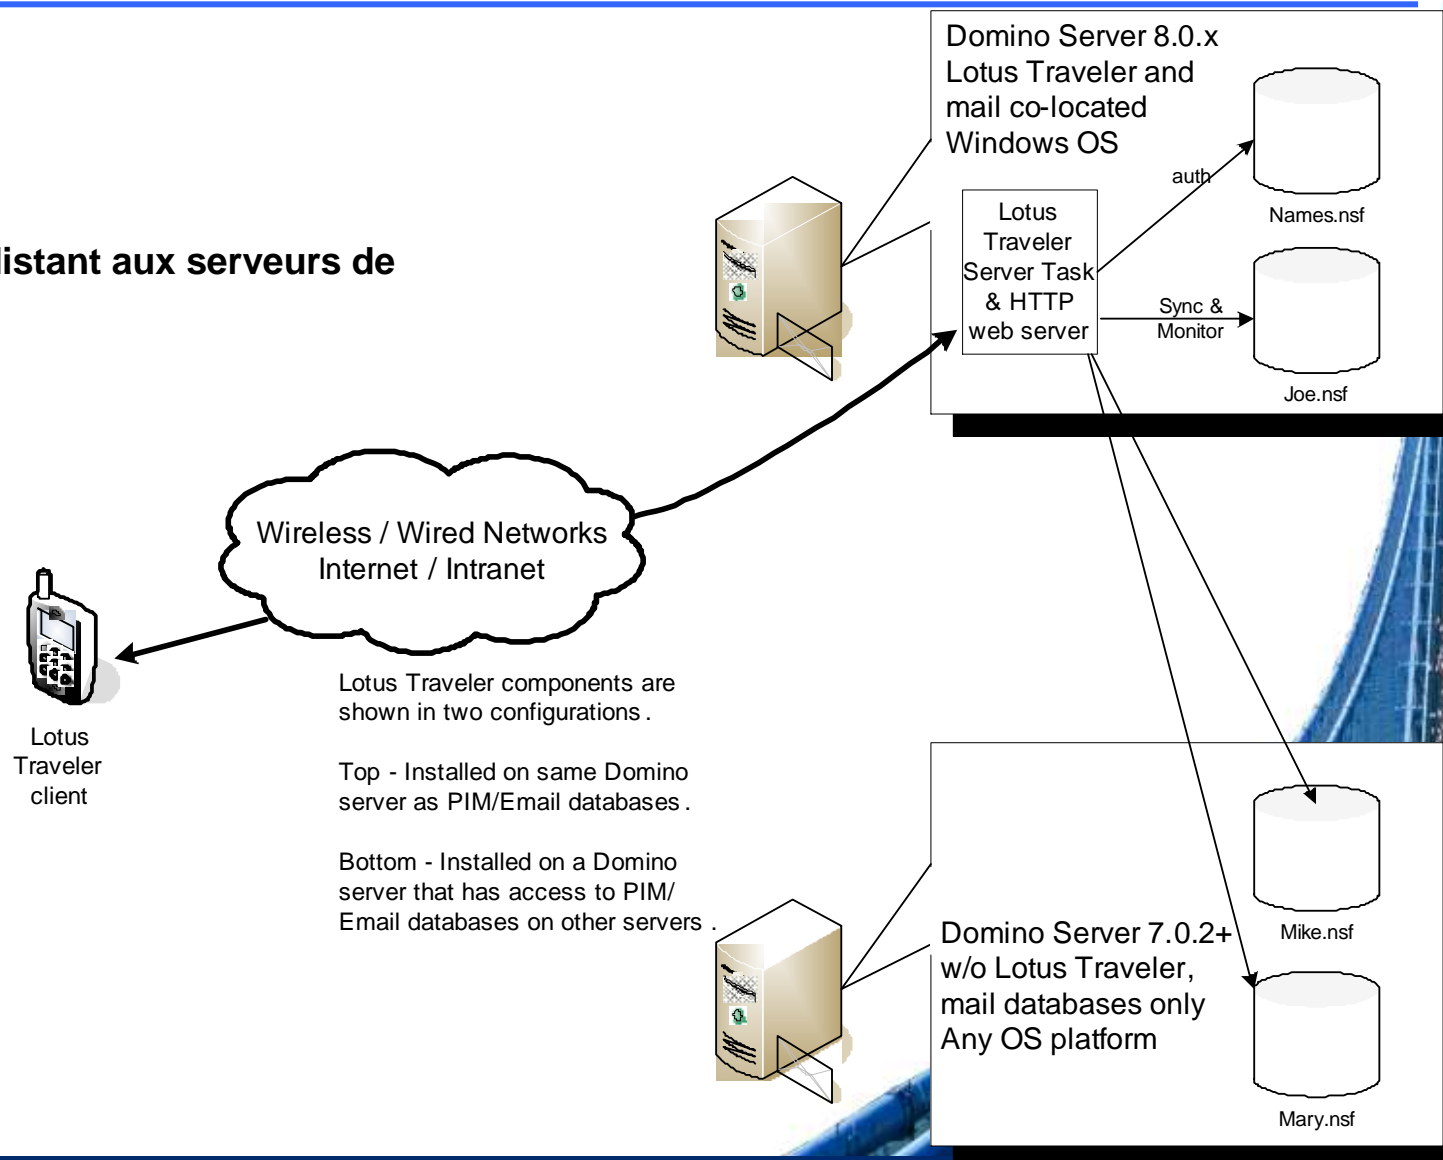 Domino Server 8.0.x
Lotus Traveler and
mail co-located
Windows OS
auth
Names.nsf
Lotus
Traveler
Server Task
& HTTP
web server
Sync &
Monitor
Joe.nsf
distant aux serveurs de
Wireless / Wired Networks
Internet / Intranet
Lotus
Traveler
client
Lotus Traveler components are
shown in two configurations .
Top - Installed on same Domino
server as PIM/Email databases .
Bottom - Installed on a Domino
server that has access to PIM/
Email databases on other servers .
Domino Server 7.0.2+
w/o Lotus Traveler,
mail databases only
Any OS platform
Mike.nsf
Mary.nsf